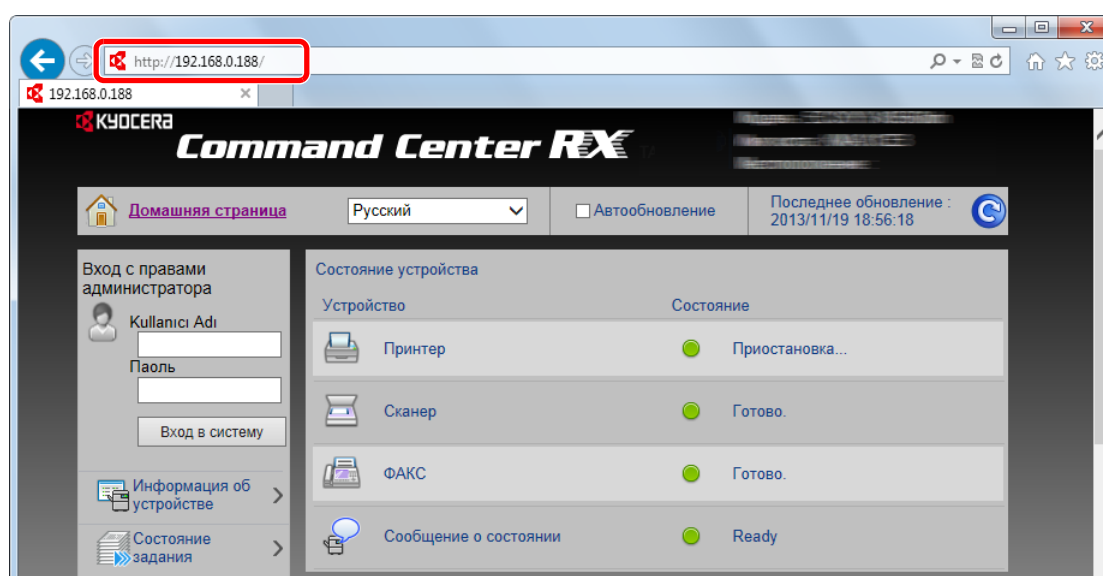 http://192.168.0.188/
192.168.0.188
KYOCERA
Command Center RX
Домашняя страница
Русский
Автообновление
Последнее обновление :
2013/11/19 18:56:18
Вход с правами
администратора
Kullanıcı Adı
Паоль
Вход в систему
Информация об
устройстве
Состояние
задания
Состояние устройства
Устройство Состояние
Принтер Приостановка...
Сканер Готово.
ФАКС Готово.
Сообщение о состоянии Ready